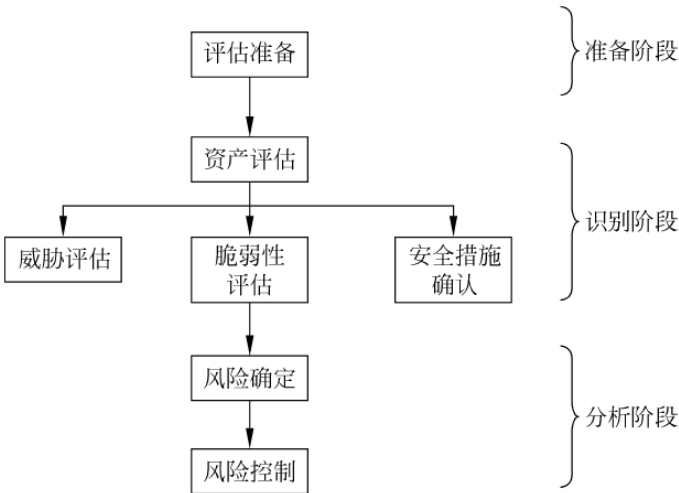 评估准备
准备阶段
资产评估
识别阶段
威胁评估
脆弱性
评估
安全措施
确认
风险确定
分析阶段
风险控制